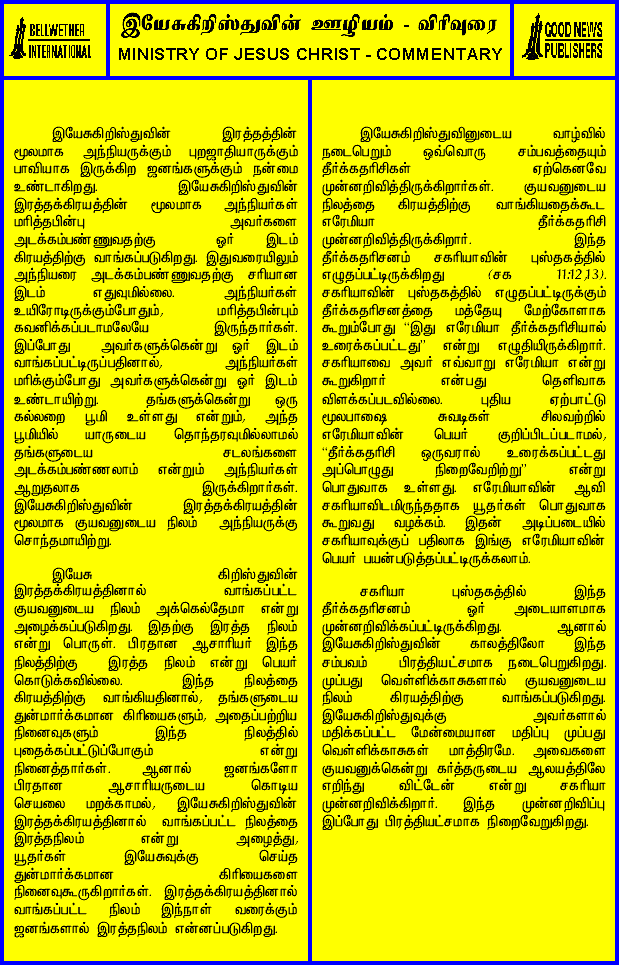 BELLWETHER
INTERNATIONAL
இயேசுகிறிஸ்துவின் ஊழியம் - விரிவுரை
MINISTRY OF JESUS CHRIST - COMMENTARY
GOOD NEWS
PUBLISHERS
இயேசுகிறிஸ்துவின் இரத்தத்தின்
மூலமாக அந்நியருக்கும் புறஜாதியாருக்கும்
பாவியாக இருக்கிற ஜனங்களுக்கும் நன்மை
உண்டாகிறது. இயேசுகிறிஸ்துவின்
இரத்தக்கிரயத்தின் மூலமாக அந்நியர்கள்
மரித்தபின்பு அவர்களை
அடக்கம்பண்ணுவதற்கு ஓர் இடம்
கிரயத்திற்கு வாங்கப்படுகிறது. இதுவரையிலும்
அந்நியரை அடக்கம்பண்ணுவதற்கு சரியான
இடம் எதுவுமில்லை. அந்நியர்கள்
உயிரோடிருக்கும்போதும், மரித்தபின்பும்
கவனிக்கப்படாமலேயே இருந்தார்கள்.
இப்போது அவர்களுக்கென்று ஓர் இடம்
வாங்கப்பட்டிருப்பதினால், அந்நியர்கள்
மரிக்கும்போது அவர்களுக்கென்று ஓர் இடம்
உண்டாயிற்று. தங்களுக்கென்று ஒரு
கல்லறை பூமி உள்ளது என்றும், அந்த
பூமியில் யாருடைய தொந்தரவுமில்லாமல்
தங்களுடைய சடலங்களை
அடக்கம்பண்ணலாம் என்றும் அந்நியர்கள்
ஆறுதலாக இருக்கிறார்கள்.
இயேசுகிறிஸ்துவின் இரத்தக்கிரயத்தின்
மூலமாக குயவனுடைய நிலம் அந்நியருக்கு
சொந்தமாயிற்று.
இயேசு கிறிஸ்துவின்
இரத்தக்கிரயத்தினால் வாங்கப்பட்ட
குயவனுடைய நிலம் அக்கெல்தேமா என்று
அழைக்கப்படுகிறது. இதற்கு இரத்த நிலம்
என்று பொருள். பிரதான ஆசாரியர் இந்த
நிலத்திற்கு இரத்த நிலம் என்று பெயர்
கொடுக்கவில்லை. இந்த நிலத்தை
கிரயத்திற்கு வாங்கியதினால், தங்களுடைய
துன்மார்க்கமான கிரியைகளும், அதைப்பற்றிய
நினைவுகளும் இந்த நிலத்தில்
புதைக்கப்பட்டுப்போகும் என்று
நினைத்தார்கள். ஆனால் ஜனங்களோ
பிரதான ஆசாரியருடைய கொடிய
செயலை மறக்காமல், இயேசுகிறிஸ்துவின்
இரத்தக்கிரயத்தினால் வாங்கப்பட்ட நிலத்தை
இரத்தநிலம் என்று அழைத்து,
யூதர்கள் இயேசுவுக்கு செய்த
துன்மார்க்கமான கிரியைகளை
நினைவுகூருகிறார்கள். இரத்தக்கிரயத்தினால்
வாங்கப்பட்ட நிலம் இந்நாள் வரைக்கும்
ஜனங்களால் இரத்தநிலம் என்னப்படுகிறது.
இயேசுகிறிஸ்துவினுடைய வாழ்வில்
நடைபெறும் ஒவ்வொரு சம்பவத்தையும்
தீர்க்கதரிசிகள் ஏற்கெனவே
முன்னறிவித்திருக்கிறார்கள். குயவனுடைய
நிலத்தை கிரயத்திற்கு வாங்கியதைக்கூட
எரேமியா தீர்க்கதரிசி
முன்னறிவித்திருக்கிறார். இந்த
தீர்க்கதரிசனம் சகரியாவின் புஸ்தகத்தில்
எழுதப்பட்டிருக்கிறது (சக 11:12,13).
சகரியாவின் புஸ்தகத்தில் எழுதப்பட்டிருக்கும்
தீர்க்கதரிசனத்தை மத்தேயு மேற்கோளாக
கூறும்போது “இது எரேமியா தீர்க்கதரிசியால்
உரைக்கப்பட்டது” என்று எழுதியிருக்கிறார்.
சகரியாவை அவர் எவ்வாறு எரேமியா என்று
கூறுகிறார் என்பது தெளிவாக
விளக்கப்படவில்லை. புதிய ஏற்பாட்டு
மூலபாஷை சுவடிகள் சிலவற்றில்
எரேமியாவின் பெயர் குறிப்பிடப்படாமல்,
“தீர்க்கதரிசி ஒருவரால் உரைக்கப்பட்டது
அப்பொழுது நிறைவேறிற்று” என்று
பொதுவாக உள்ளது. எரேமியாவின் ஆவி
சகரியாவிடமிருந்ததாக யூதர்கள் பொதுவாக
கூறுவது வழக்கம். இதன் அடிப்படையில்
சகரியாவுக்குப் பதிலாக இங்கு எரேமியாவின்
பெயர் பயன்படுத்தப்பட்டிருக்கலாம்.
சகரியா புஸ்தகத்தில் இந்த
தீர்க்கதரிசனம் ஓர் அடையாளமாக
முன்னறிவிக்கப்பட்டிருக்கிறது. ஆனால்
இயேசுகிறிஸ்துவின் காலத்திலோ இந்த
சம்பவம் பிரத்தியட்சமாக நடைபெறுகிறது.
முப்பது வெள்ளிக்காசுகளால் குயவனுடைய
நிலம் கிரயத்திற்கு வாங்கப்படுகிறது.
இயேசுகிறிஸ்துவுக்கு அவர்களால்
மதிக்கப்பட்ட மேன்மையான மதிப்பு முப்பது
வெள்ளிக்காசுகள் மாத்திரமே. அவைகளை
குயவனுக்கென்று கர்த்தருடைய ஆலயத்திலே
எறிந்து விட்டேன் என்று சகரியா
முன்னறிவிக்கிறார். இந்த முன்னறிவிப்பு
இப்போது பிரத்தியட்சமாக நிறைவேறுகிறது.